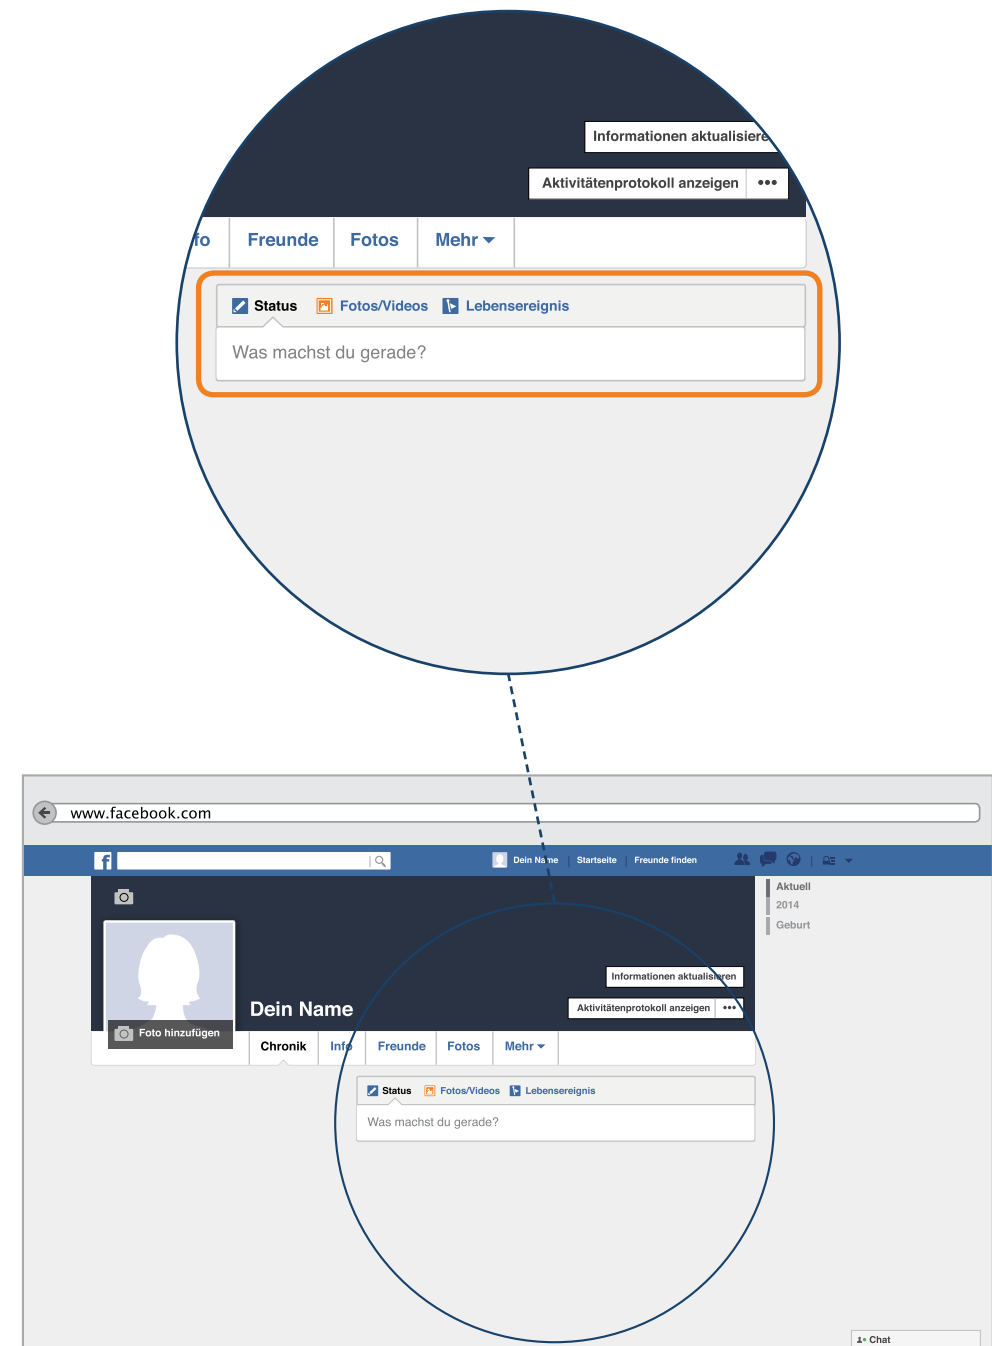 Informationen aktualisiere
Aktivitätenprotokoll anzeigen •••
fo Freunde Fotos Mehr
Status Fotos/Videos Lebensereignis
Was machst du gerade?
www.facebook.com
f Dein Name Startseite Freunde finden
Aktuell
2014
Geburt
Informationen aktualisieren
Dein Name
Aktivitätenprotokoll anzeigen •••
Foto hinzufügen
Chronik Info Freunde Fotos Mehr
Status Fotos/Videos Lebensereignis
Was machst du gerade?
Chat